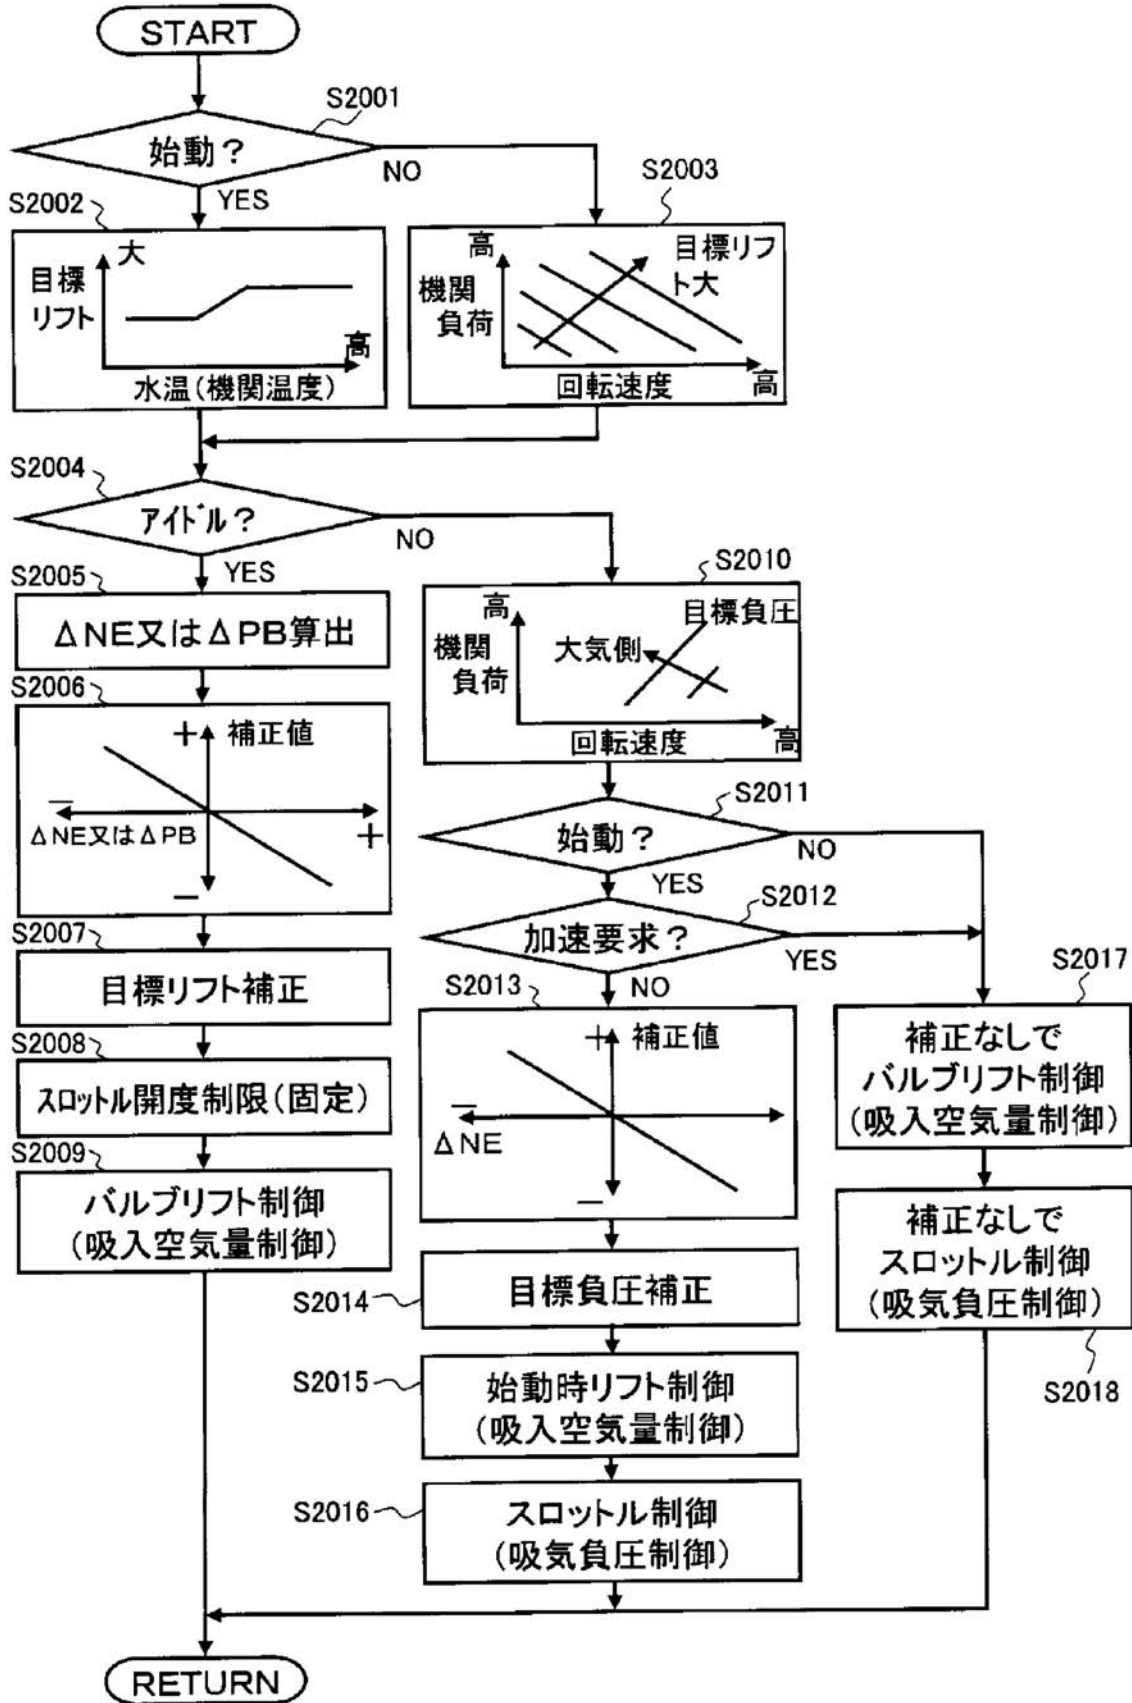 START
S2001
始動？
NO
YES
S2002
大
目標
リフト
高
水温(機関温度)
S2003
高
目標リフ
ト大
機関
負荷
回転速度
高
S2004
アイドル？
NO
YES
S2005
ΔNE又はΔPB算出
S2006
＋
補正値
－
ΔNE又はΔPB
＋
－
S2007
目標リフト補正
S2008
スロットル開度制限(固定)
S2009
バルブリフト制御
(吸入空気量制御)
S2010
高
目標負圧
機関
大気側
負荷
回転速度
高
S2011
始動？
NO
YES
S2012
加速要求？
YES
NO
S2013
＋
補正値
－
ΔNE
－
S2014
目標負圧補正
S2015
始動時リフト制御
(吸入空気量制御)
S2016
スロットル制御
(吸気負圧制御)
S2017
補正なしで
バルブリフト制御
(吸入空気量制御)
補正なしで
スロットル制御
(吸気負圧制御)
S2018
RETURN